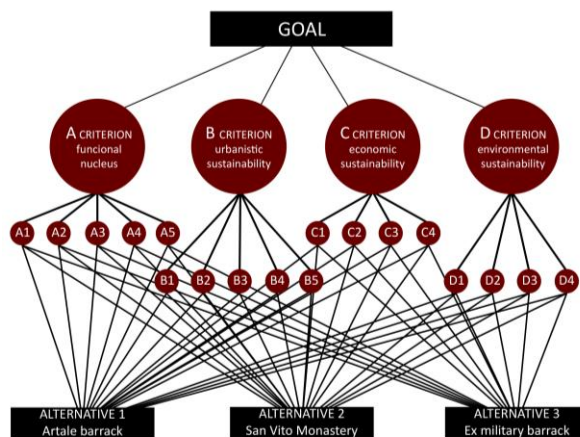 GOAL
A CRITERION
funcional
nucleus
B CRITERION
urbanistic
sustainability
C CRITERION
economic
sustainability
D CRITERION
environmental
sustainability
A1
A2
A3
A4
A5
C1
C2
C3
C4
B1
B2
B3
B4
B5
D1
D2
D3
D4
ALTERNATIVE 1
Artale barrack
ALTERNATIVE 2
San Vito Monastery
ALTERNATIVE 3
Ex military barrack